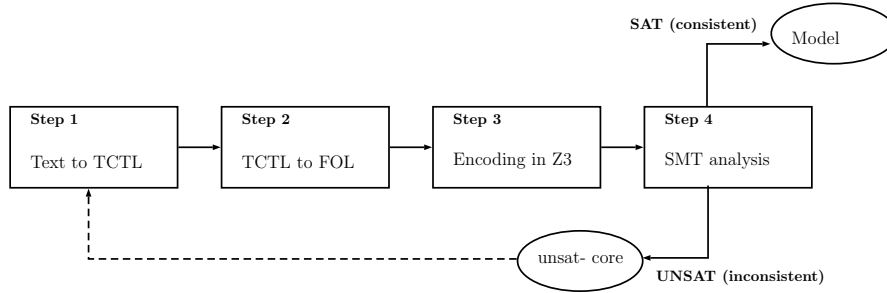 SAT (consistent)
Model
Step 1
Text to TCTL
Step 2
TCTL to FOL
Step 3
Encoding in Z3
Step 4
SMT analysis
unsat- core
UNSAT (inconsistent)